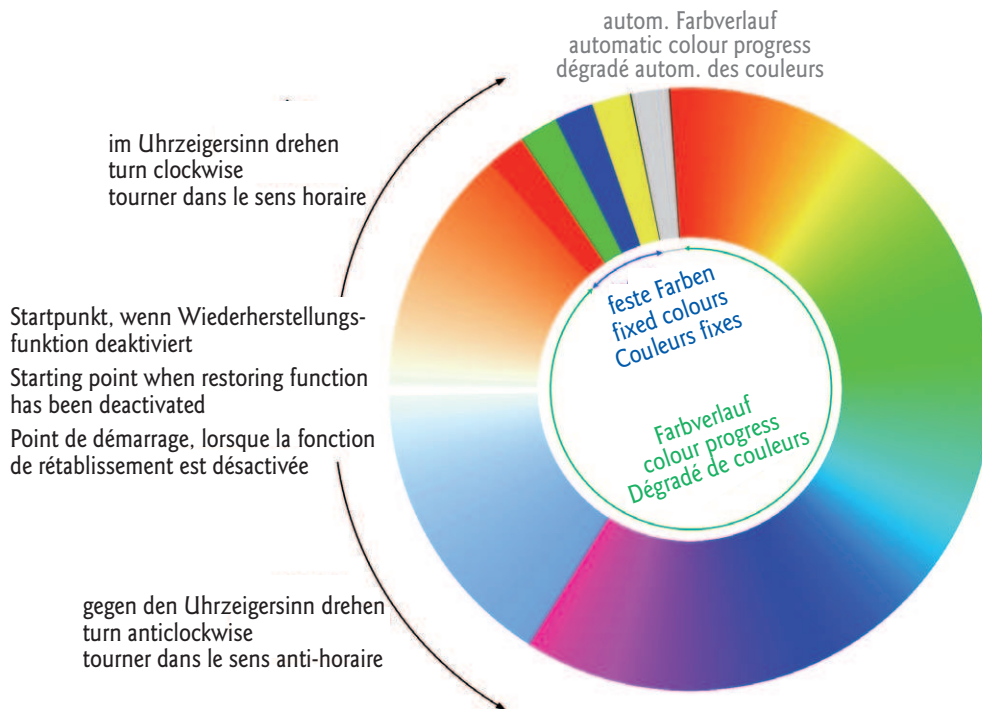 autom. Farbverlauf
automatic colour progress
dégradé autom. des couleurs
im Uhrzeigersinn drehen
turn clockwise
tourner dans le sens horaire
Startpunkt, wenn Wiederherstellungs-
funktion deaktiviert
Starting point when restoring function
has been deactivated
Point de démarrage, lorsque la fonction
de rétablissement est désactivée
feste Farben
fixed colours
Couleurs fixes
Farbverlauf
colour progress
Dégradé de couleurs
gegen den Uhrzeigersinn drehen
turn anticlockwise
tourner dans le sens anti-horaire